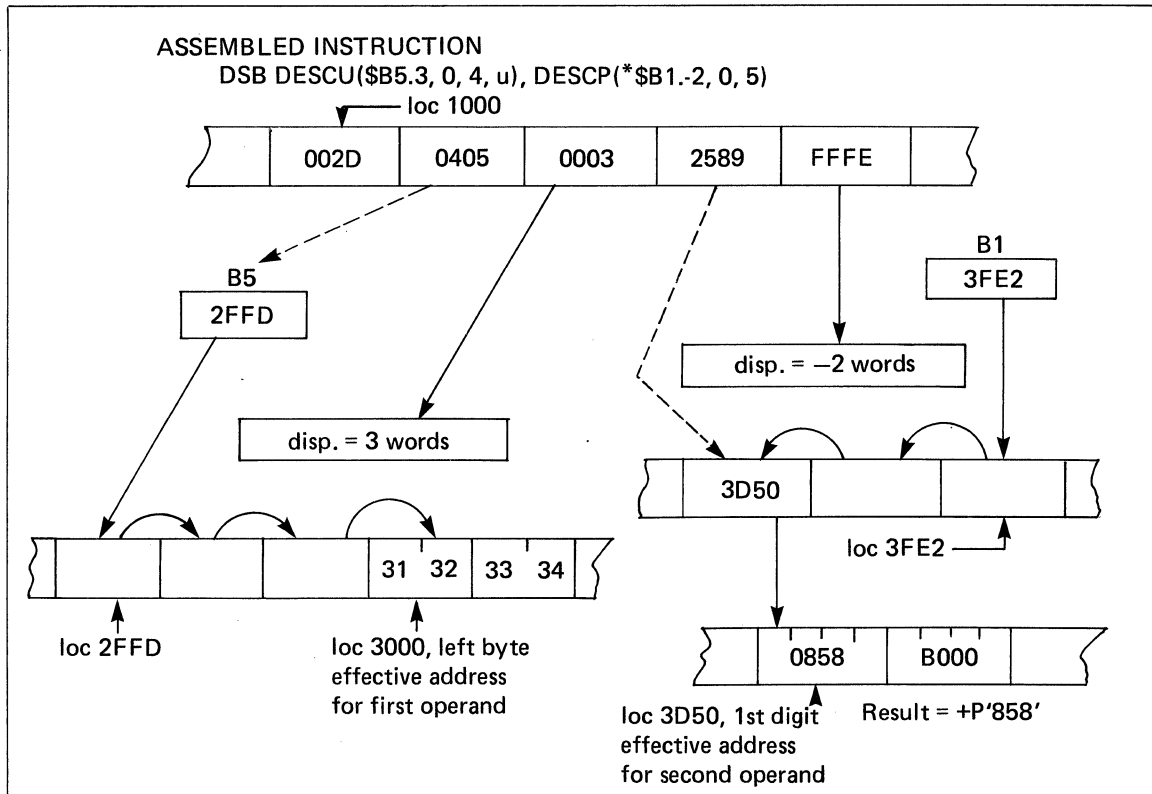 ASSEMBLED INSTRUCTION
DSB DESCU($B5.3, 0, 4, u), DESCP(*$B1.-2, 0, 5)
loc 1000
002D 0405 0003 2589 FFFE
B5
2FFD
B1
3FE2
disp. = −2 words
disp. = 3 words
3D50
loc 3FE2
31 32 33 34
loc 2FFD
loc 3000, left byte
effective address
for first operand
0858 B000
loc 3D50, 1st digit
effective address
for second operand
Result = +P'858'